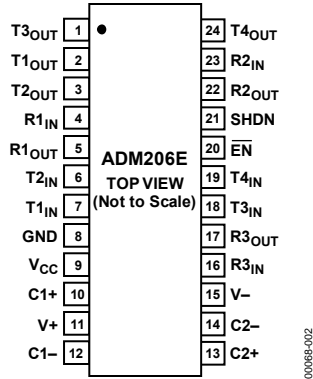 T3OUT 1
T1OUT 2
T2OUT 3
R1IN 4
R1OUT 5
T2IN 6
T1IN 7
GND 8
VCC 9
C1+ 10
V+ 11
C1– 12
ADM206E
TOP VIEW
(Not to Scale)
24 T4OUT
23 R2IN
22 R2OUT
21 SHDN
20 E̅N̅
19 T4IN
18 T3IN
17 R3OUT
16 R3IN
15 V–
14 C2–
13 C2+
00068-002